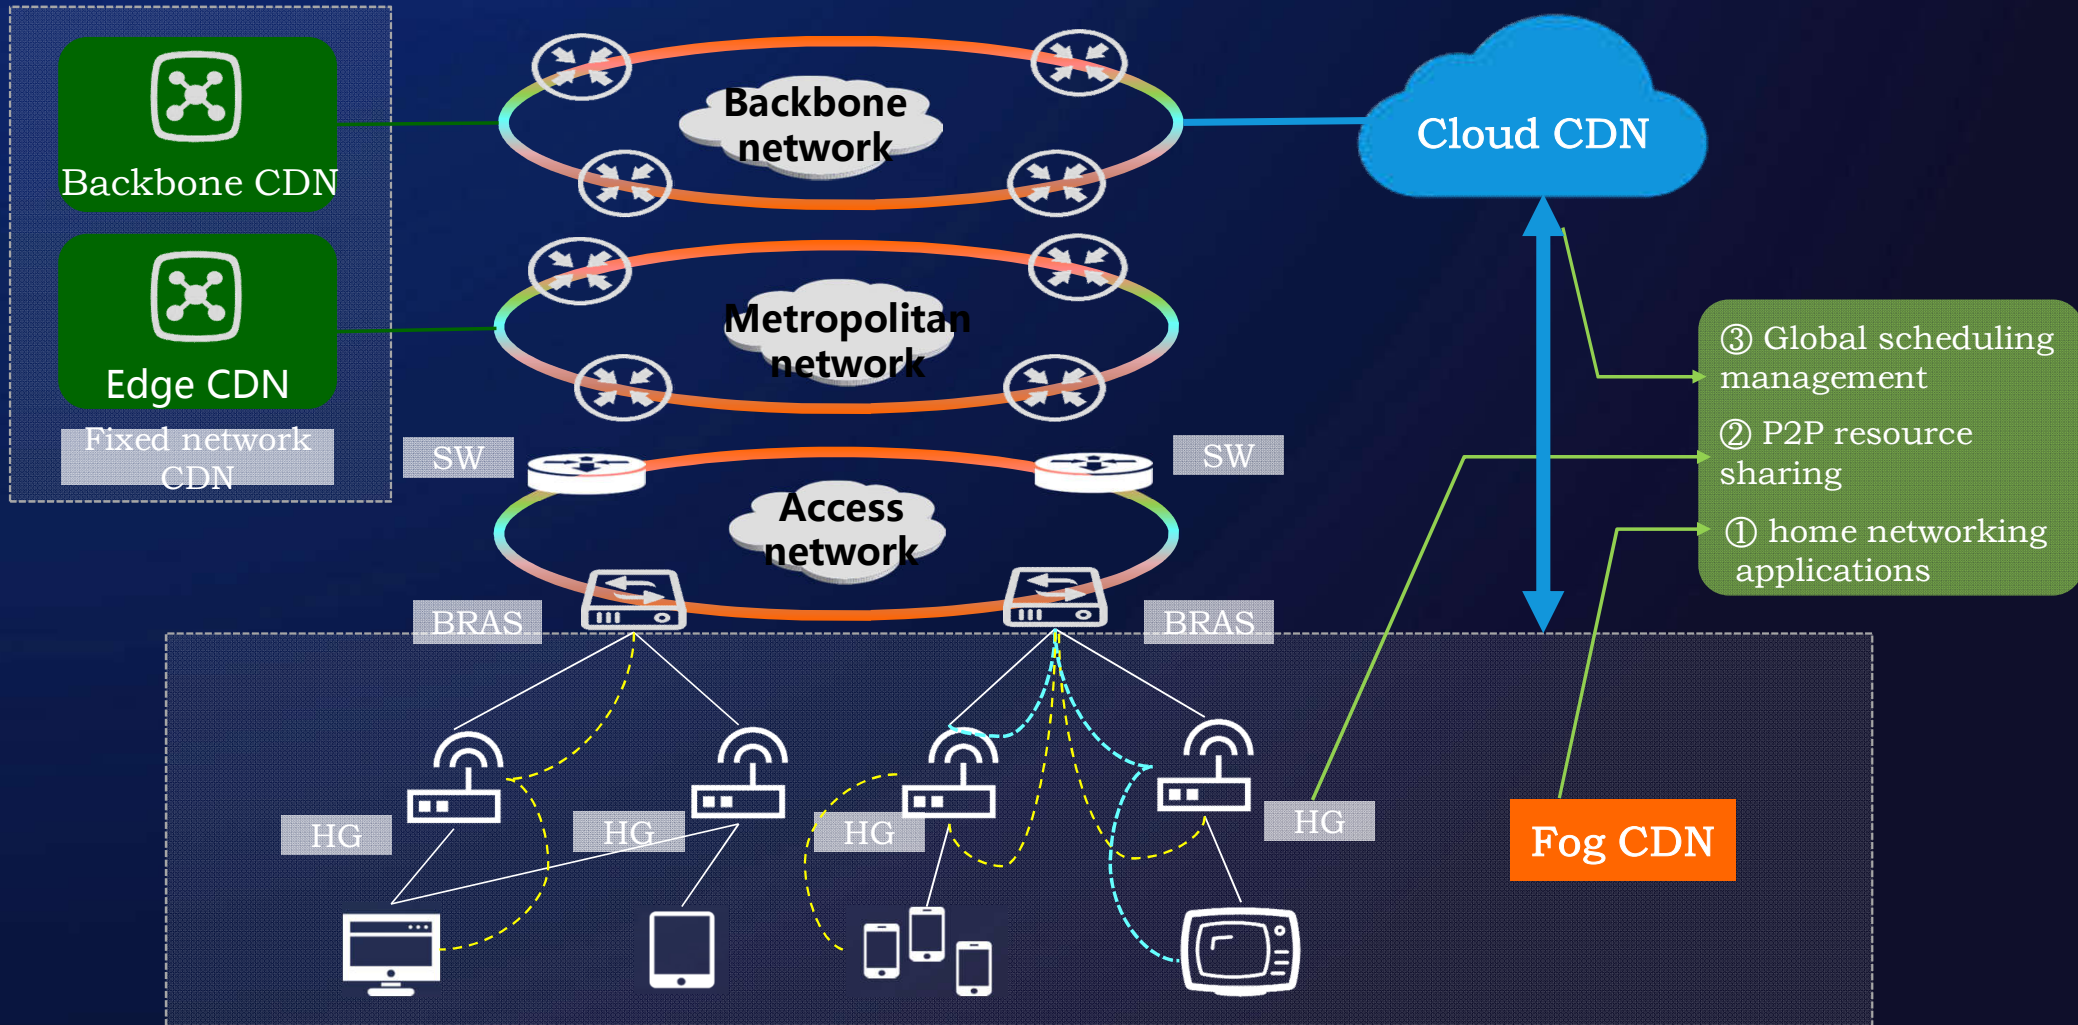 Backbone
network
Backbone CDN
Cloud CDN
Metropolitan
network
Edge CDN
Fixed network
CDN
SW
SW
Access
network
BRAS
BRAS
③ Global scheduling
management
② P2P resource
sharing
① home networking
applications
HG
HG
HG
HG
Fog CDN